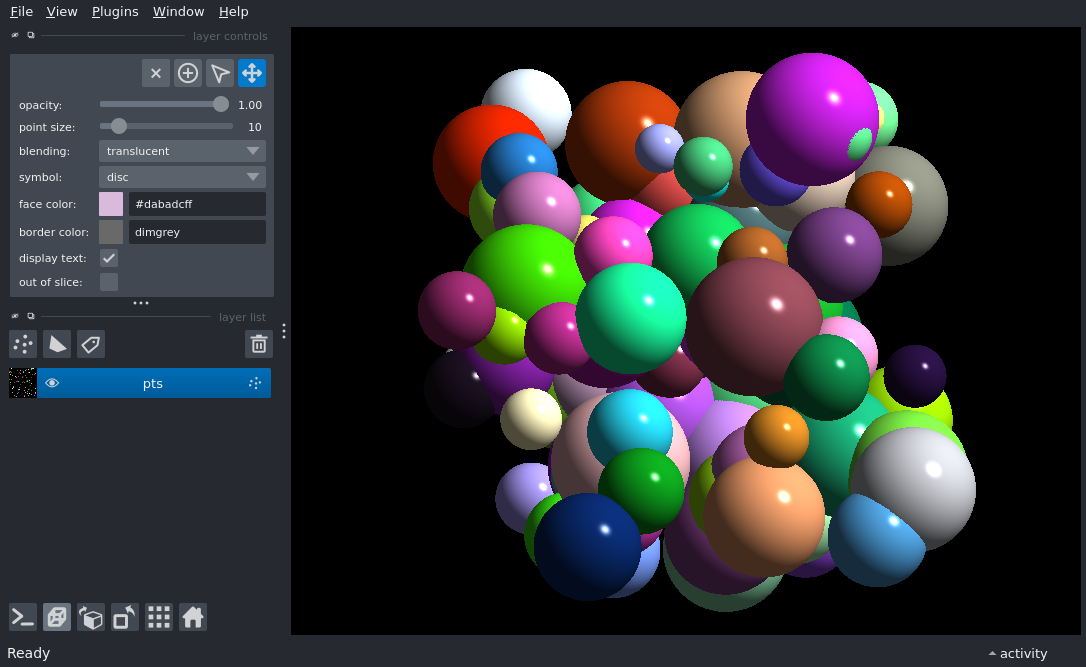 File View Plugins Window Help
layer controls
opacity: 1.00
point size: 10
blending: translucent
symbol: disc
face color: #dabadcff
border color: dimgrey
display text:
out of slice:
layer list
pts
Ready activity